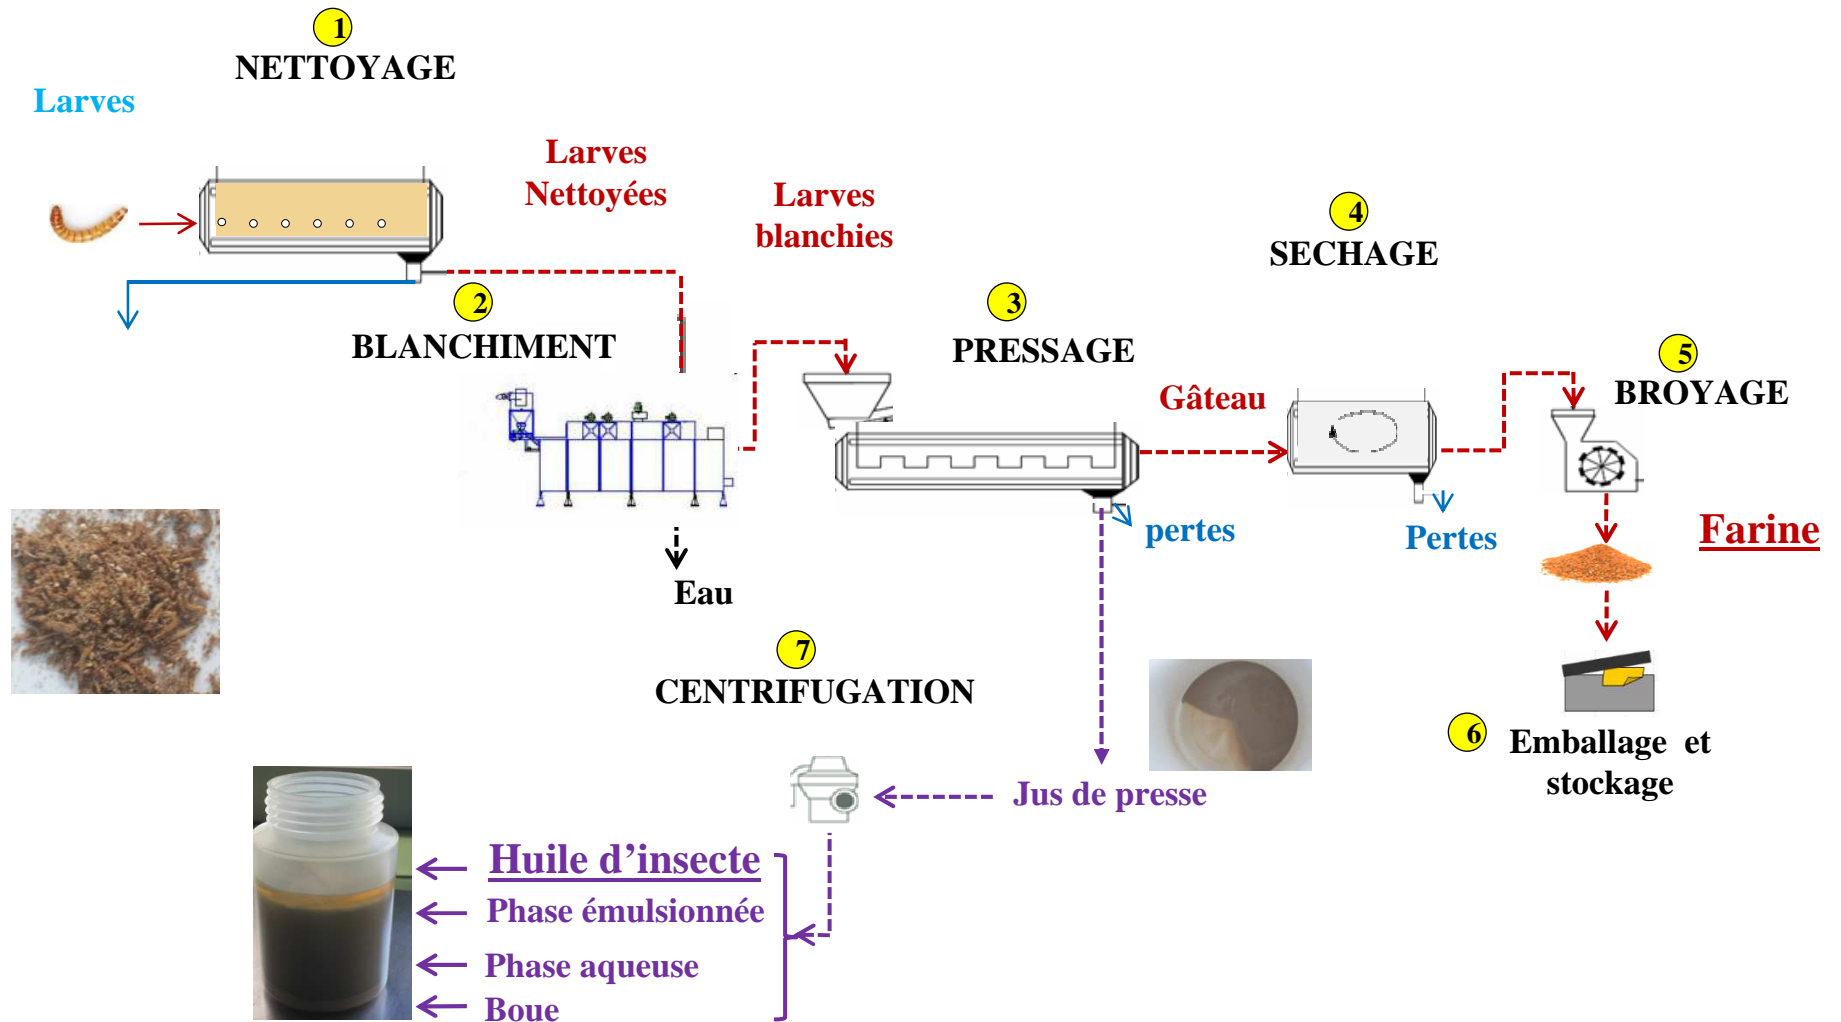 1
NETTOYAGE
Larves
Larves
Nettoyées
Larves
blanchies
2
BLANCHIMENT
3
PRESSAGE
4
SECHAGE
5
BROYAGE
Gâteau
pertes
Pertes
Farine
Eau
7
CENTRIFUGATION
6
Emballage et
stockage
Jus de presse
Huile d’insecte
Phase émulsionnée
Phase aqueuse
Boue